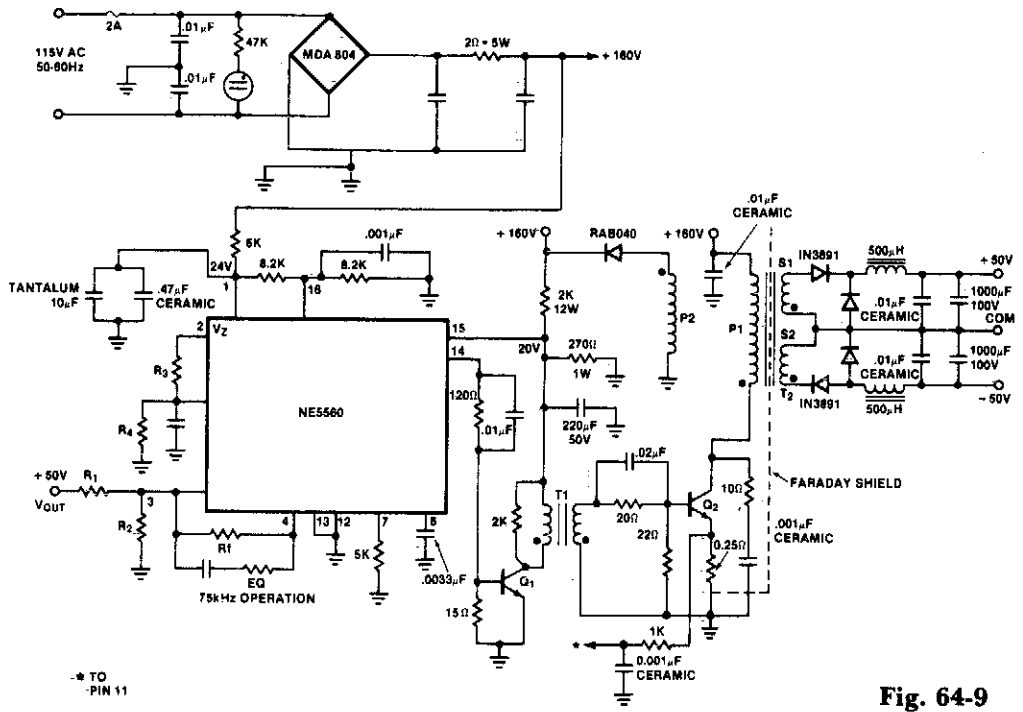 2A
.01µF
47K
MDA 804
2Ω - 5W
+ 160V
115V AC
50-60Hz
.01µF
.01µF
CERAMIC
.001µF
+ 160V
RAB040
+ 160V
5K
8.2K
8.2K
S1
IN3891
500µH
+ 50V
24V
1
16
TANTALUM
10µF
.47µF
CERAMIC
2K
12W
P2
P1
.01µF
CERAMIC
1000µF
100V
COM
2
VZ
15
20V
S2
14
270Ω
1W
.01µF
CERAMIC
1000µF
100V
R3
120Ω
T2
IN3891
500µH
- 50V
NE5560
.01µF
220µF
50V
R4
.02µF
+ 50V
VOUT
R1
T1
20Ω
Q2
10Ω
FARADAY SHIELD
3
R2
4
13
12
7
8
2K
22Ω
0.25Ω
.001µF
CERAMIC
Rf
5K
EQ
.0033µF
Q1
75kHz OPERATION
15Ω
*
1K
0.001µF
CERAMIC
-* TO
-PIN 11
Fig. 64-9